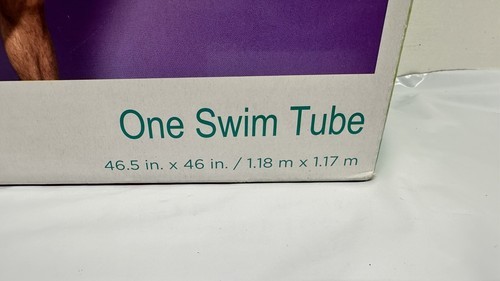 One Swim Tube
46.5 in. x 46 in. / 1.18 m x 1.17 m